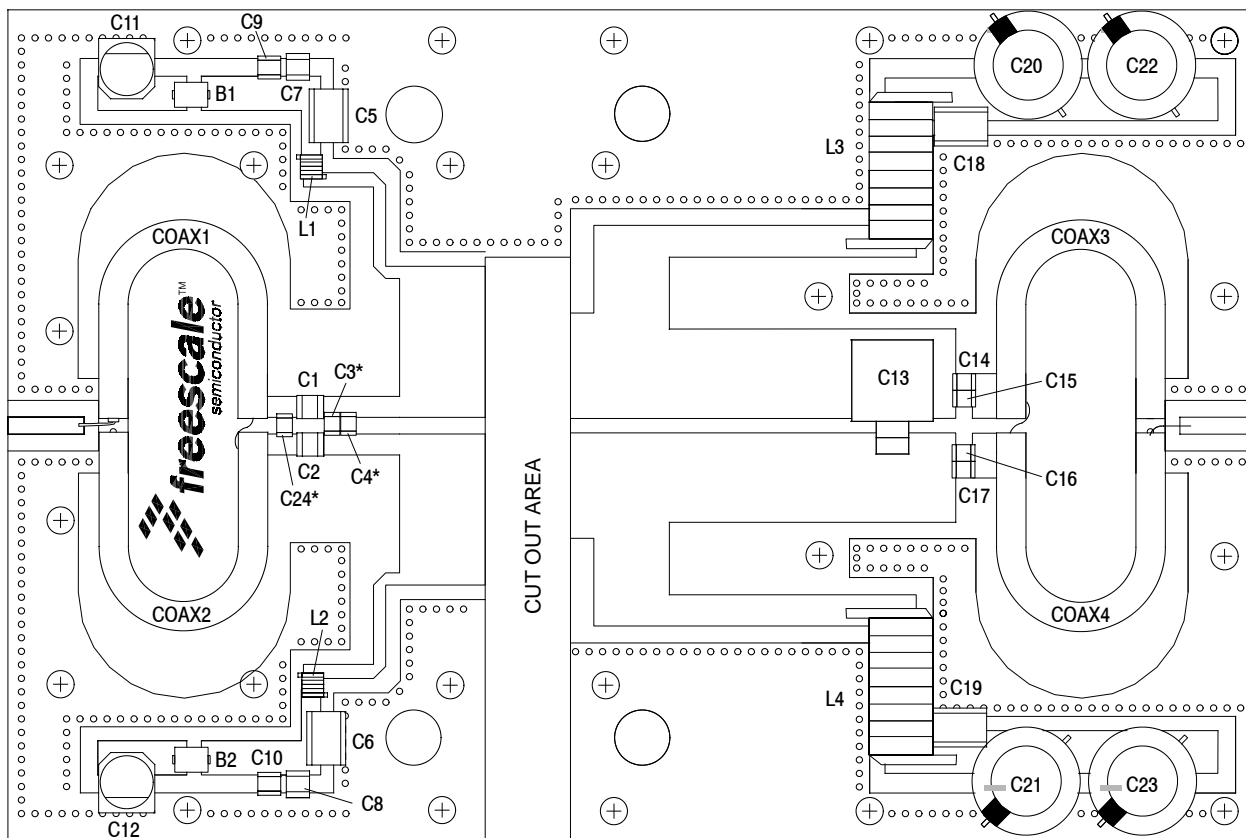 C11
C9
C20
C22
B1
C7
C5
L3
C18
L1
COAX1
COAX3
freescale™
semiconductor
C1
C3*
C13
C14
C15
C2
C4*
C24*
C17
C16
CUT OUT AREA
COAX2
COAX4
L2
L4
C19
B2
C10
C6
C8
C21
C23
C12